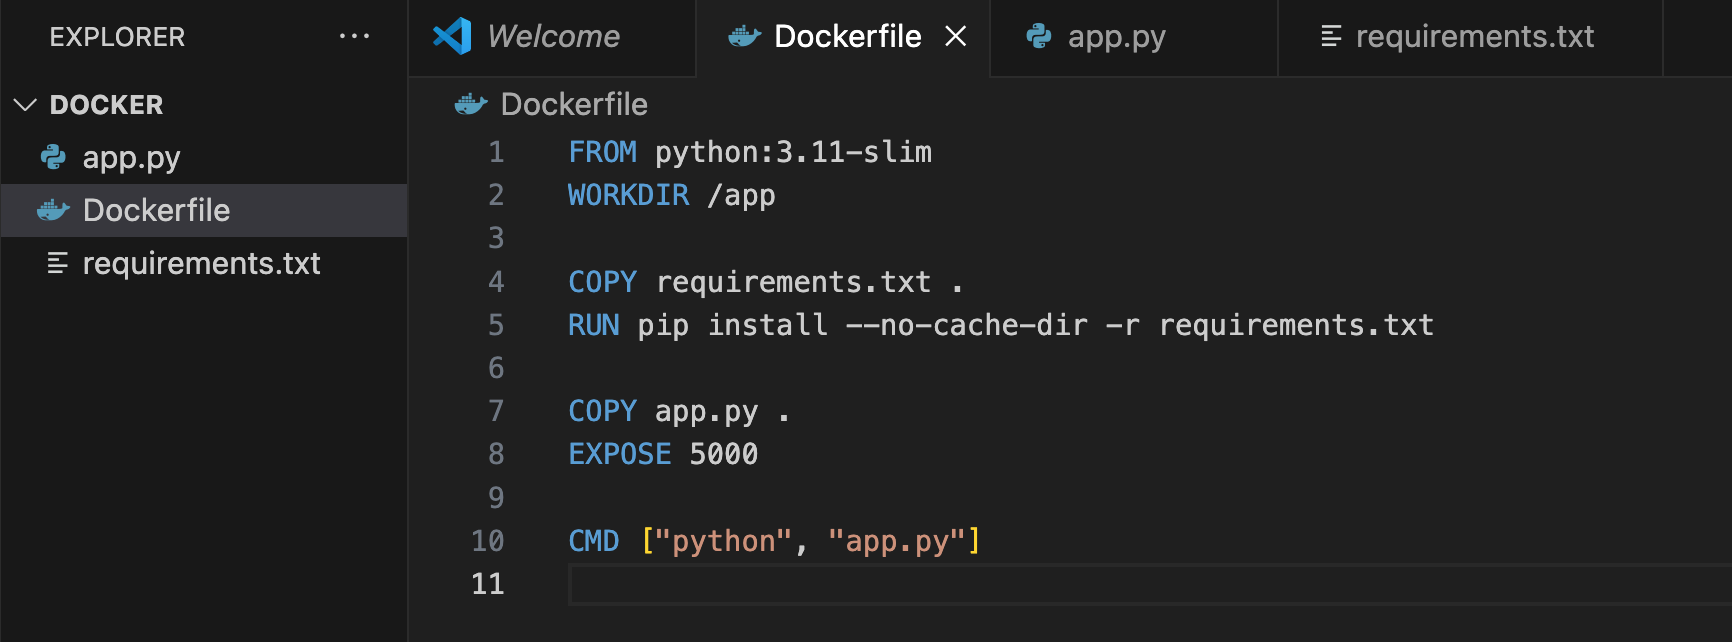 EXPLORER ...
DOCKER
app.py
Dockerfile
requirements.txt
Welcome Dockerfile app.py requirements.txt
Dockerfile
1 FROM python:3.11-slim
2 WORKDIR /app
3
4 COPY requirements.txt .
5 RUN pip install --no-cache-dir -r requirements.txt
6
7 COPY app.py .
8 EXPOSE 5000
9
10 CMD ["python", "app.py"]
11